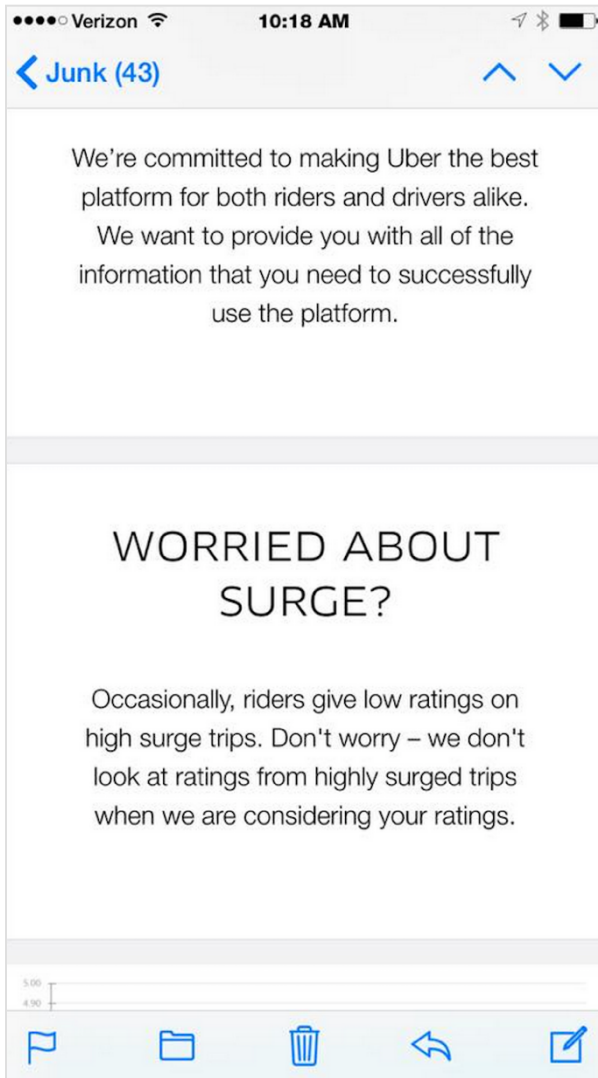 Verizon 10:18 AM
Junk (43)
We're committed to making Uber the best
platform for both riders and drivers alike.
We want to provide you with all of the
information that you need to successfully
use the platform.
WORRIED ABOUT
SURGE?
Occasionally, riders give low ratings on
high surge trips. Don't worry – we don't
look at ratings from highly surged trips
when we are considering your ratings.
5.00
4.90